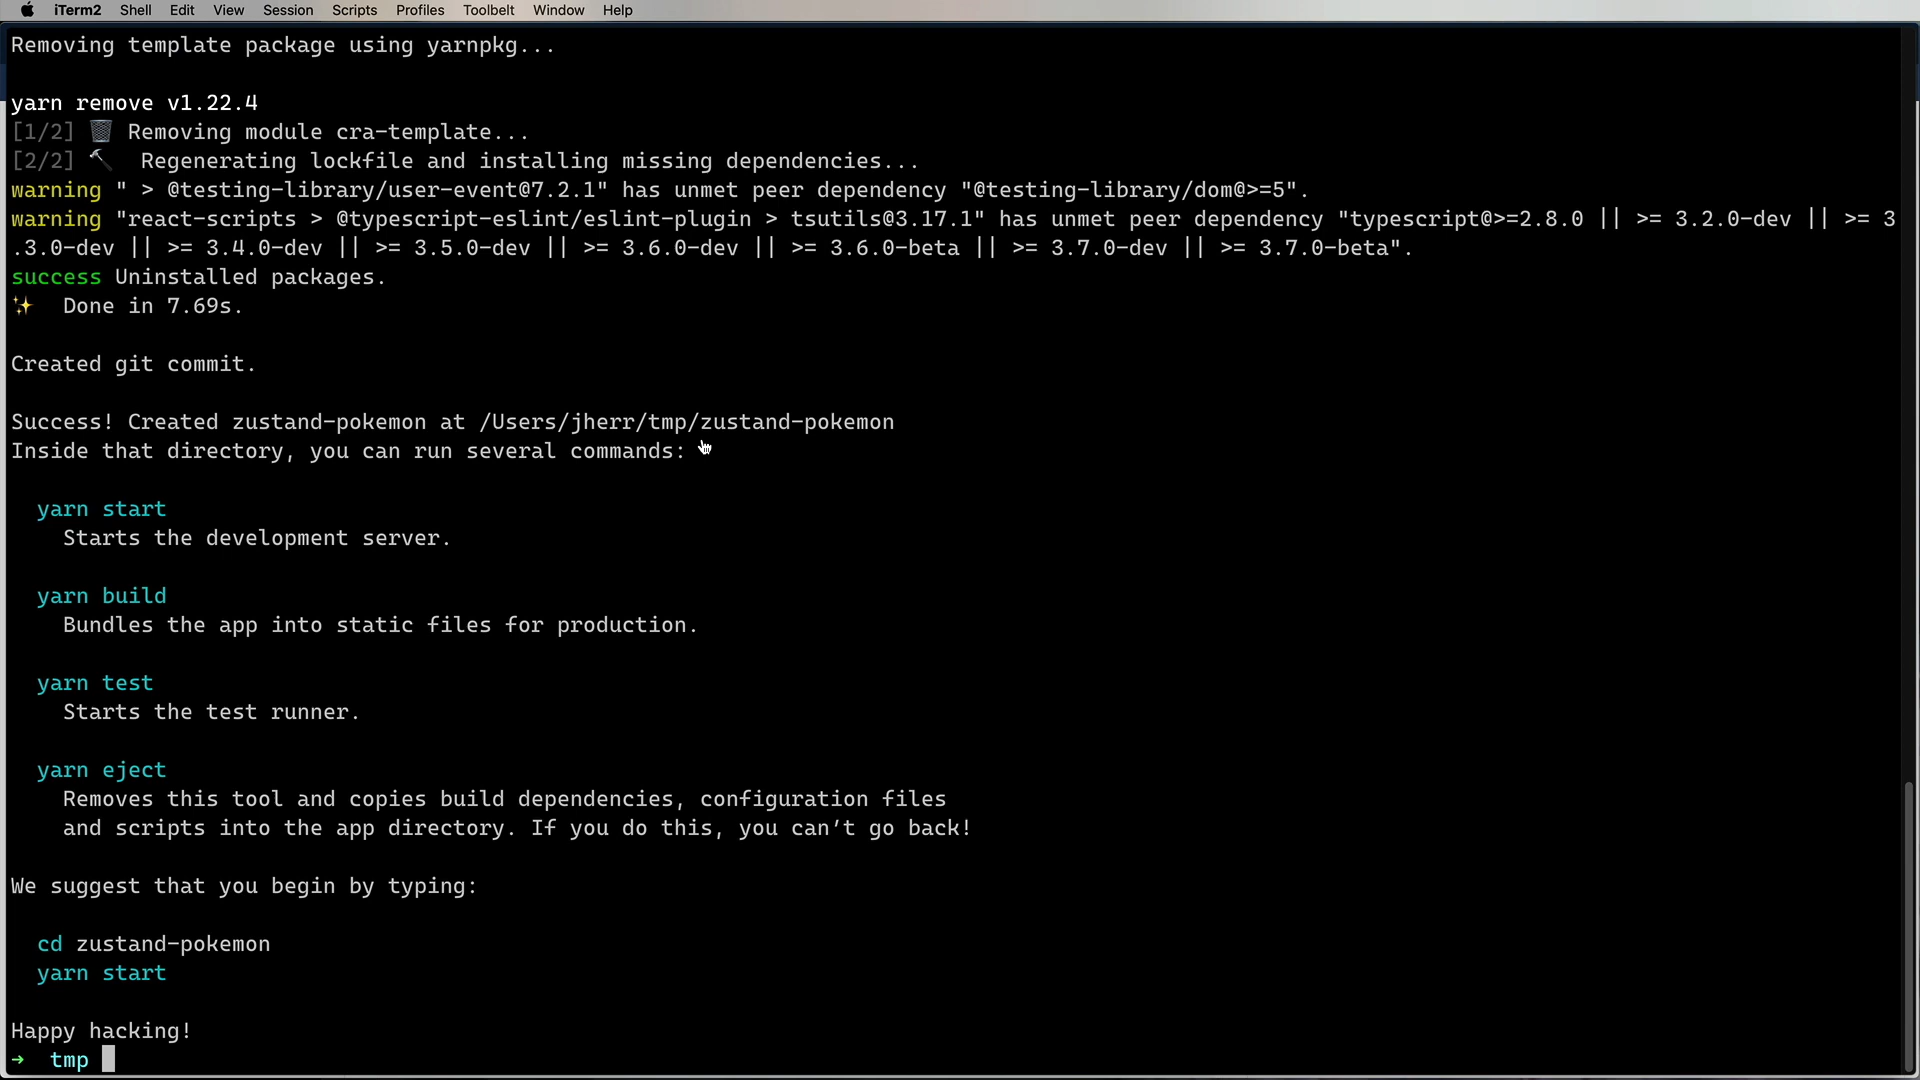 iTerm2 Shell Edit View Session Scripts Profiles Toolbelt Window Help
Removing template package using yarnpkg...
yarn remove v1.22.4
[1/2] 🗑 Removing module cra-template...
[2/2] 🔨 Regenerating lockfile and installing missing dependencies...
warning " > @testing-library/user-event@7.2.1" has unmet peer dependency "@testing-library/dom@>=5".
warning "react-scripts > @typescript-eslint/eslint-plugin > tsutils@3.17.1" has unmet peer dependency "typescript@>=2.8.0 || >= 3.2.0-dev || >= 3
.3.0-dev || >= 3.4.0-dev || >= 3.5.0-dev || >= 3.6.0-dev || >= 3.6.0-beta || >= 3.7.0-dev || >= 3.7.0-beta".
success Uninstalled packages.
✨ Done in 7.69s.
Created git commit.
Success! Created zustand-pokemon at /Users/jherr/tmp/zustand-pokemon
Inside that directory, you can run several commands:
yarn start
Starts the development server.
yarn build
Bundles the app into static files for production.
yarn test
Starts the test runner.
yarn eject
Removes this tool and copies build dependencies, configuration files
and scripts into the app directory. If you do this, you can’t go back!
We suggest that you begin by typing:
cd zustand-pokemon
yarn start
Happy hacking!
➜ tmp